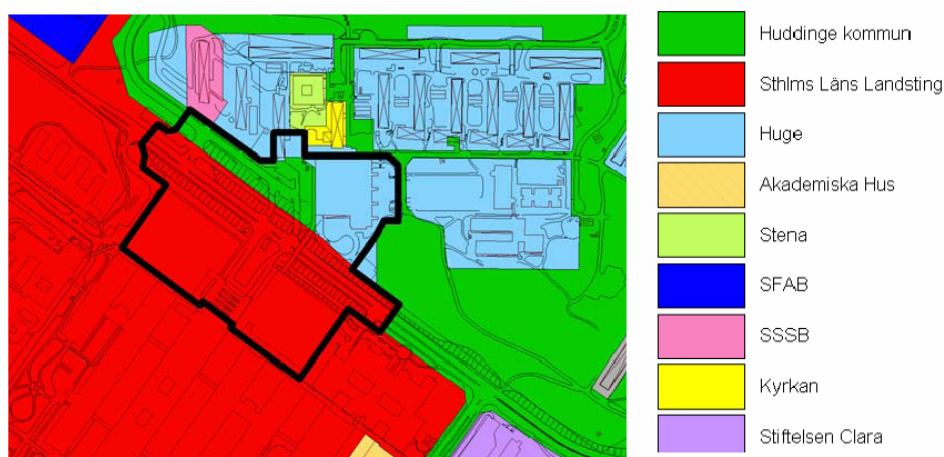 Huddinge kommun
Sthlms Läns Landsting
Huge
Akademiska Hus
Stena
SFAB
SSSB
Kyrkan
Stiftelsen Clara